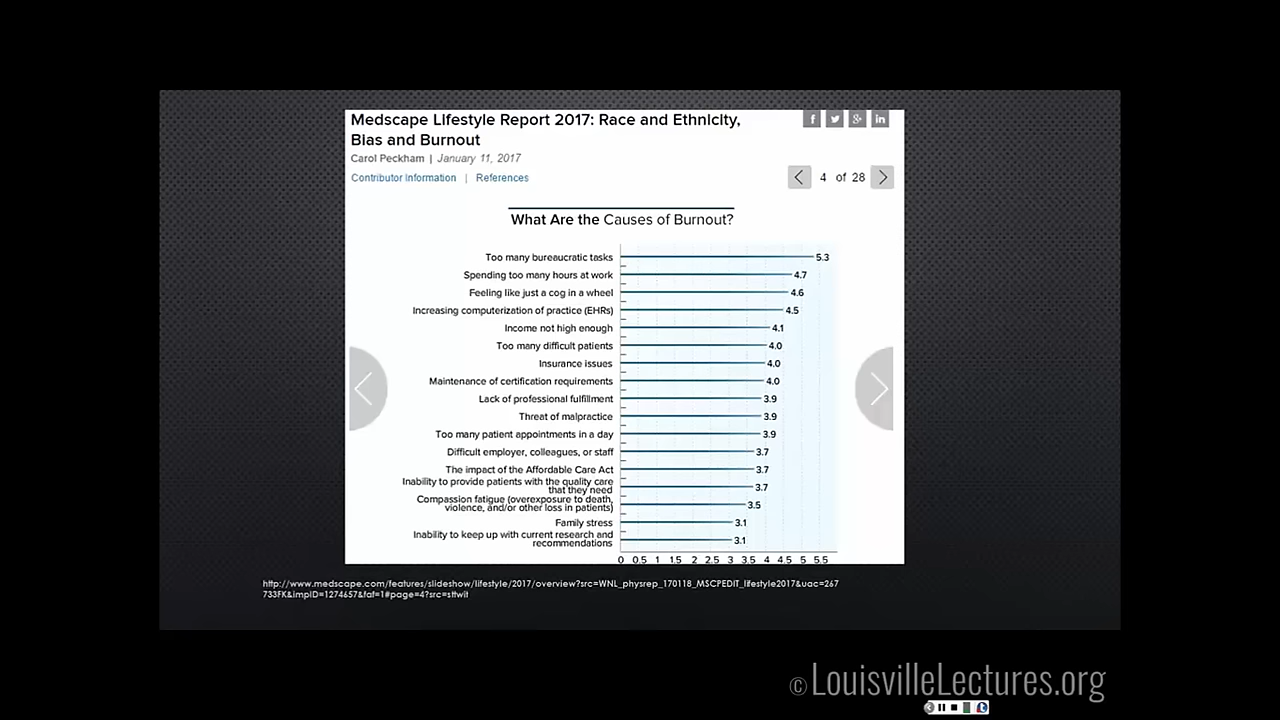 Medscape Lifestyle Report 2017: Race and Ethnicity,
Bias and Burnout
Carol Peckham | January 11, 2017
Contributor Information | References
4 of 28
What Are the Causes of Burnout?
Too many bureaucratic tasks 5.3
Spending too many hours at work 4.7
Feeling like just a cog in a wheel 4.6
Increasing computerization of practice (EHRs) 4.5
Income not high enough 4.1
Too many difficult patients 4.0
Insurance issues 4.0
Maintenance of certification requirements 4.0
Lack of professional fulfillment 3.9
Threat of malpractice 3.9
Too many patient appointments in a day 3.9
Difficult employer, colleagues, or staff 3.7
The impact of the Affordable Care Act 3.7
Inability to provide patients with the quality care
that they need 3.7
Compassion fatigue (overexposure to death,
violence, and/or other loss in patients) 3.5
Family stress 3.1
Inability to keep up with current research and
recommendations 3.1
0 0.5 1 1.5 2 2.5 3 3.5 4 4.5 5 5.5
http://www.medscape.com/features/slideshow/lifestyle/2017/overview?src=WNL_physrep_170118_MSCPEDIT_lifestyle2017&uac=267
733FK&impID=1274657&faf=1#page=4?src=sttwit
© LouisvilleLectures.org